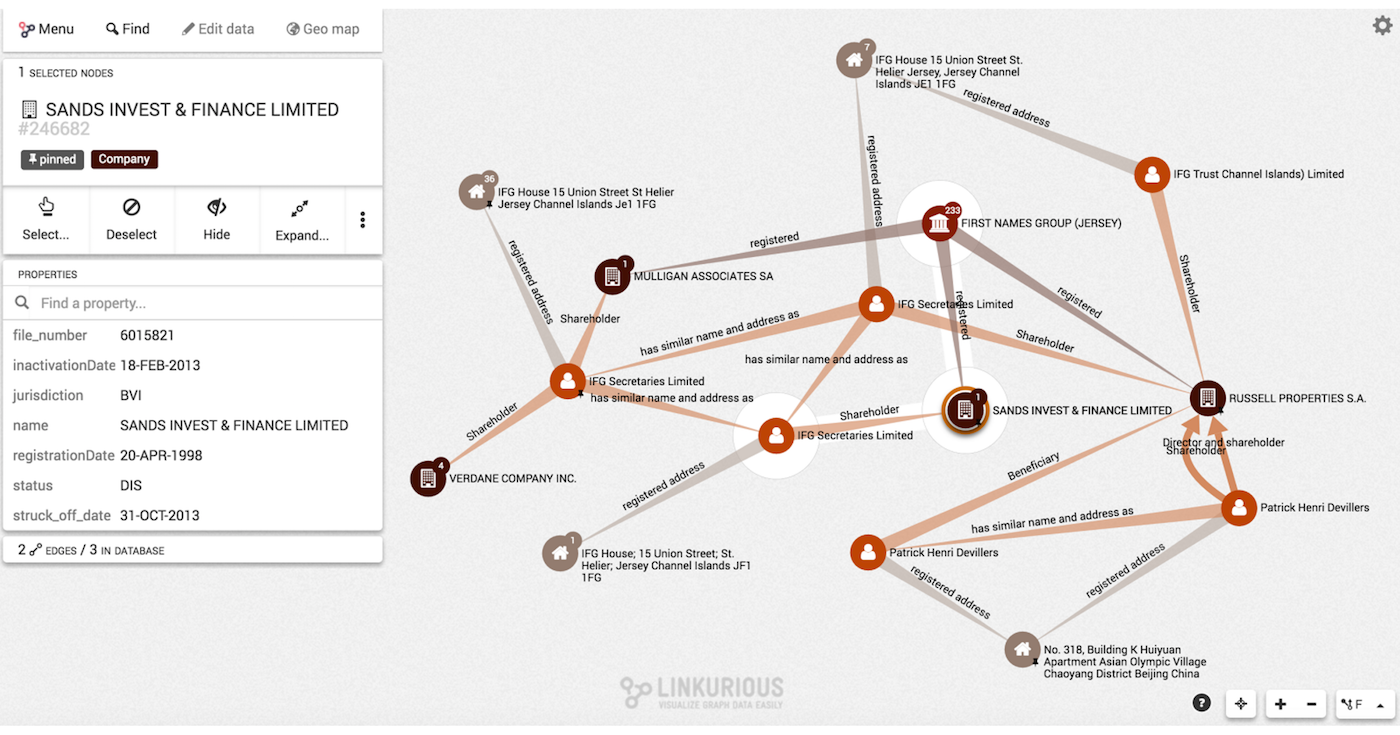 Menu
Find
Edit data
Geo map
1 SELECTED NODES
SANDS INVEST & FINANCE LIMITED
#246682
pinned
Company
Select...
Deselect
Hide
Expand...
PROPERTIES
Find a property...
file_number 6015821
inactivationDate 18-FEB-2013
jurisdiction BVI
name SANDS INVEST & FINANCE LIMITED
registrationDate 20-APR-1998
status DIS
struck_off_date 31-OCT-2013
2 EDGES / 3 IN DATABASE
7
IFG House 15 Union Street St.
Helier Jersey, Jersey Channel
Islands JE1 1FG
registered address
registered address
IFG Trust Channel Islands) Limited
36
IFG House 15 Union Street St Helier
Jersey Channel Islands Je1 1FG
registered address
233
FIRST NAMES GROUP (JERSEY)
registered
registered
registered
Shareholder
1
MULLIGAN ASSOCIATES SA
Shareholder
IFG Secretaries Limited
has similar name and address as
has similar name and address as
Shareholder
IFG Secretaries Limited
has similar name and address as
Shareholder
Shareholder
1
SANDS INVEST & FINANCE LIMITED
RUSSELL PROPERTIES S.A.
IFG Secretaries Limited
Director and shareholder
Shareholder
4
VERDANE COMPANY INC.
registered address
Beneficiary
Patrick Henri Devillers
has similar name and address as
1
IFG House; 15 Union Street; St.
Helier; Jersey Channel Islands JF1
1FG
Patrick Henri Devillers
registered address
registered address
No. 318, Building K Huiyuan
Apartment Asian Olympic Village
Chaoyang District Beijing China
LINKURIOUS
VISUALIZE GRAPH DATA EASILY
?
F